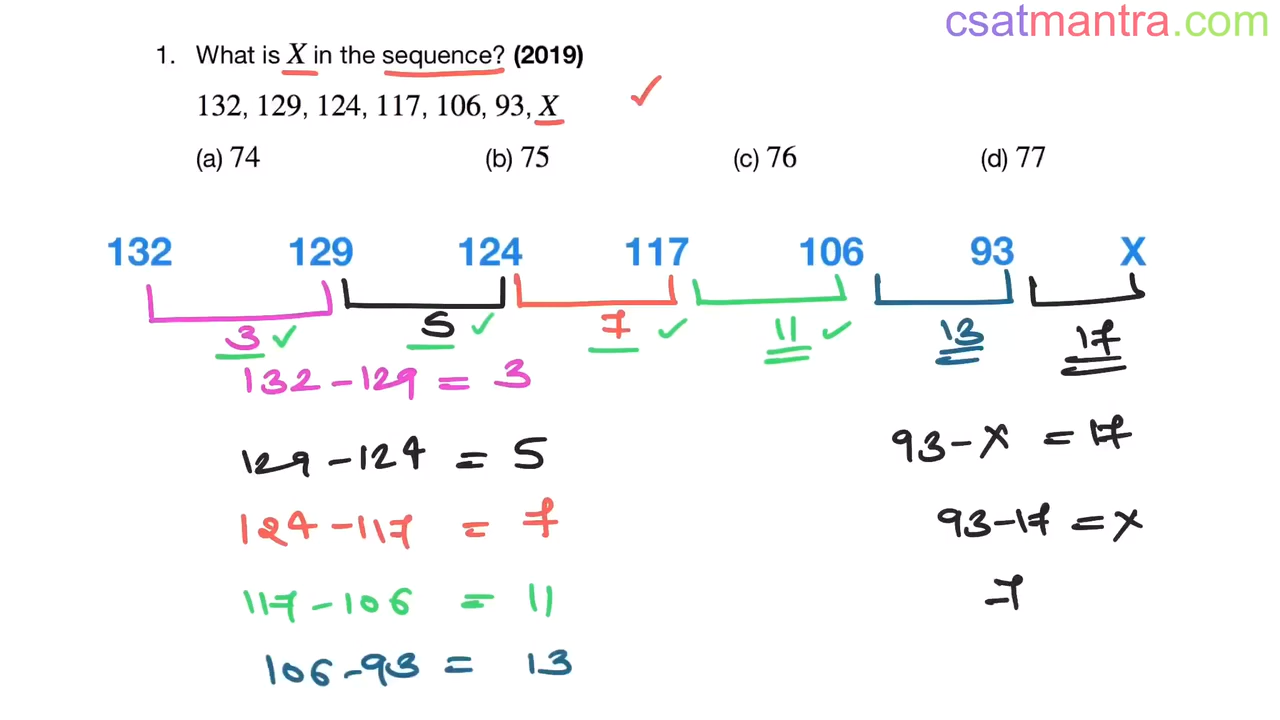 csatmantra.com
1. What is X in the sequence? (2019)
132, 129, 124, 117, 106, 93, X
(a) 74 (b) 75 (c) 76 (d) 77
132 129 124 117 106 93 X
3 5 7 11 13 17
132 - 129 = 3
129 - 124 = 5
124 - 117 = 7
117 - 106 = 11
106 - 93 = 13
93 - X = 17
93 - 17 = X
7